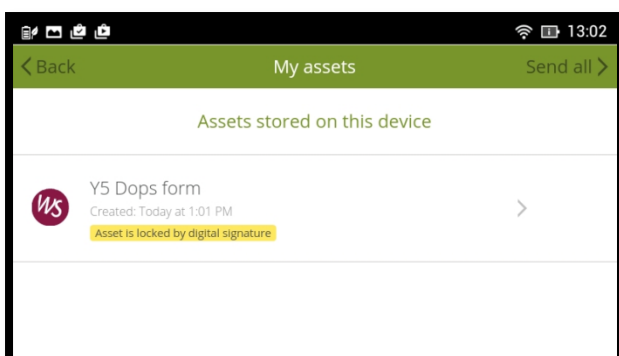 13:02
Back My assets Send all
Assets stored on this device
Y5 Dops form
WS
Created: Today at 1:01 PM
Asset is locked by digital signature